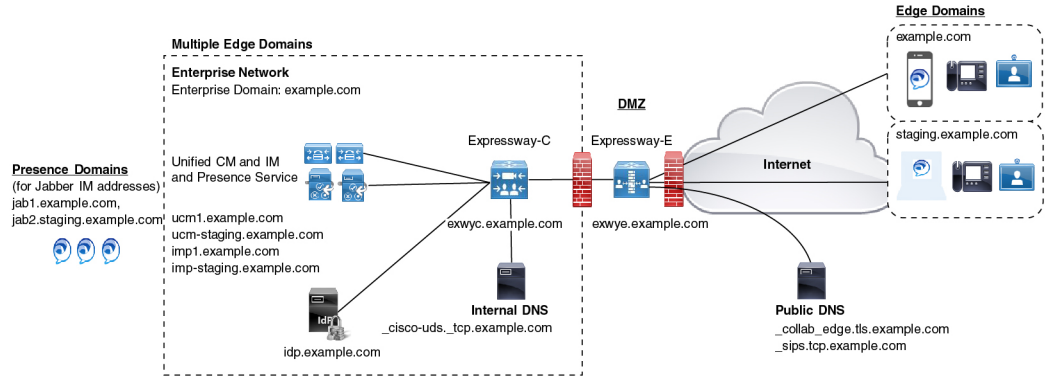 Edge Domains
example.com
Multiple Edge Domains
Enterprise Network
Enterprise Domain: example.com
DMZ
Expressway-C
Expressway-E
staging.example.com
Internet
Presence Domains
(for Jabber IM addresses)
jab1.example.com,
jab2.staging.example.com
Unified CM and IM
and Presence Service
ucm1.example.com
ucm-staging.example.com
imp1.example.com
imp-staging.example.com
exwyc.example.com
exwye.example.com
IdP
idp.example.com
Internal DNS
_cisco-uds._tcp.example.com
Public DNS
_collab_edge.tls.example.com
_sips.tcp.example.com